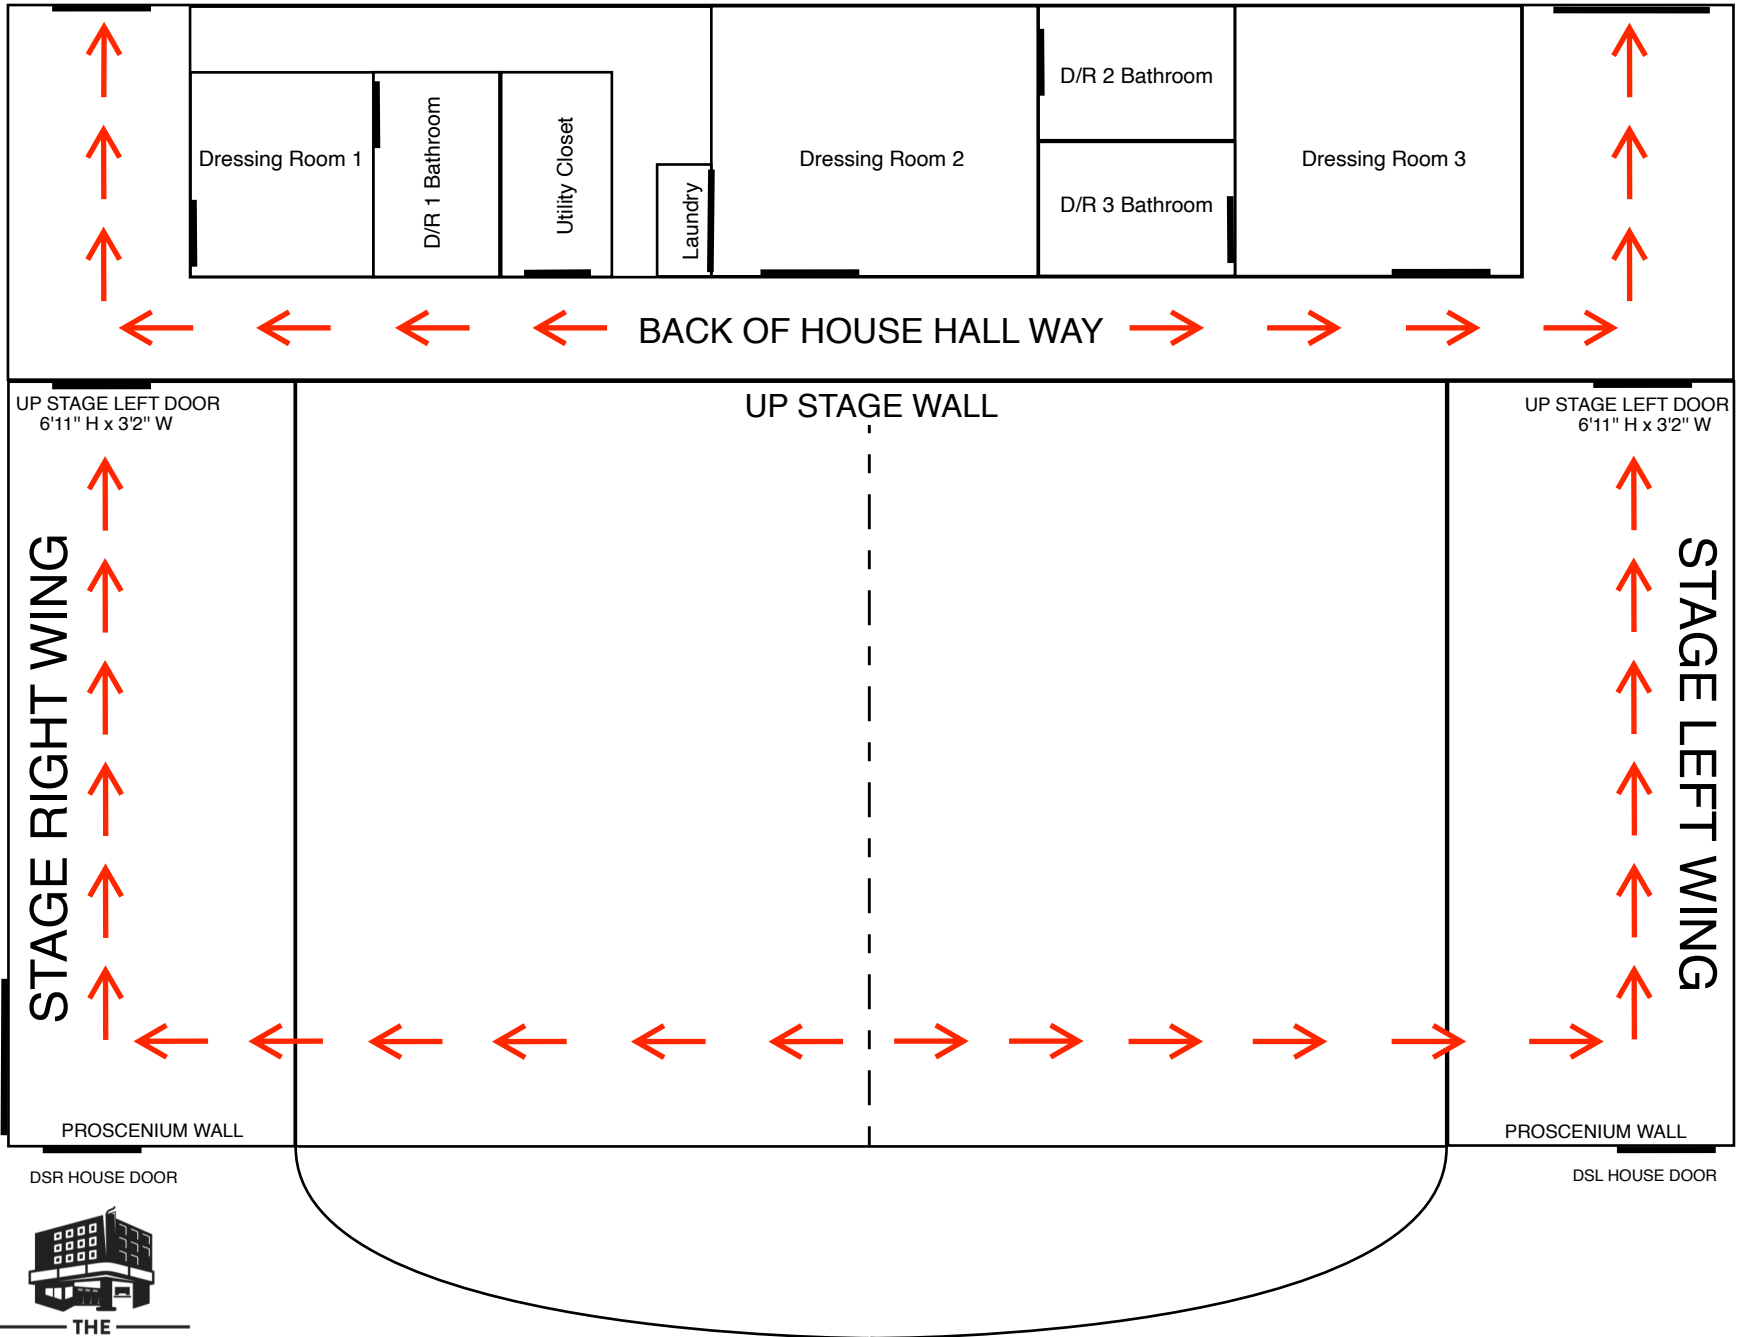 D/R 2 Bathroom
Dressing Room 1
D/R 1 Bathroom
Utility Closet
Laundry
Dressing Room 2
D/R 3 Bathroom
Dressing Room 3
BACK OF HOUSE HALL WAY
UP STAGE LEFT DOOR
6'11" H x 3'2" W
UP STAGE WALL
UP STAGE LEFT DOOR
6'11" H x 3'2" W
STAGE RIGHT WING
STAGE LEFT WING
PROSCENIUM WALL
PROSCENIUM WALL
DSR HOUSE DOOR
DSL HOUSE DOOR
THE